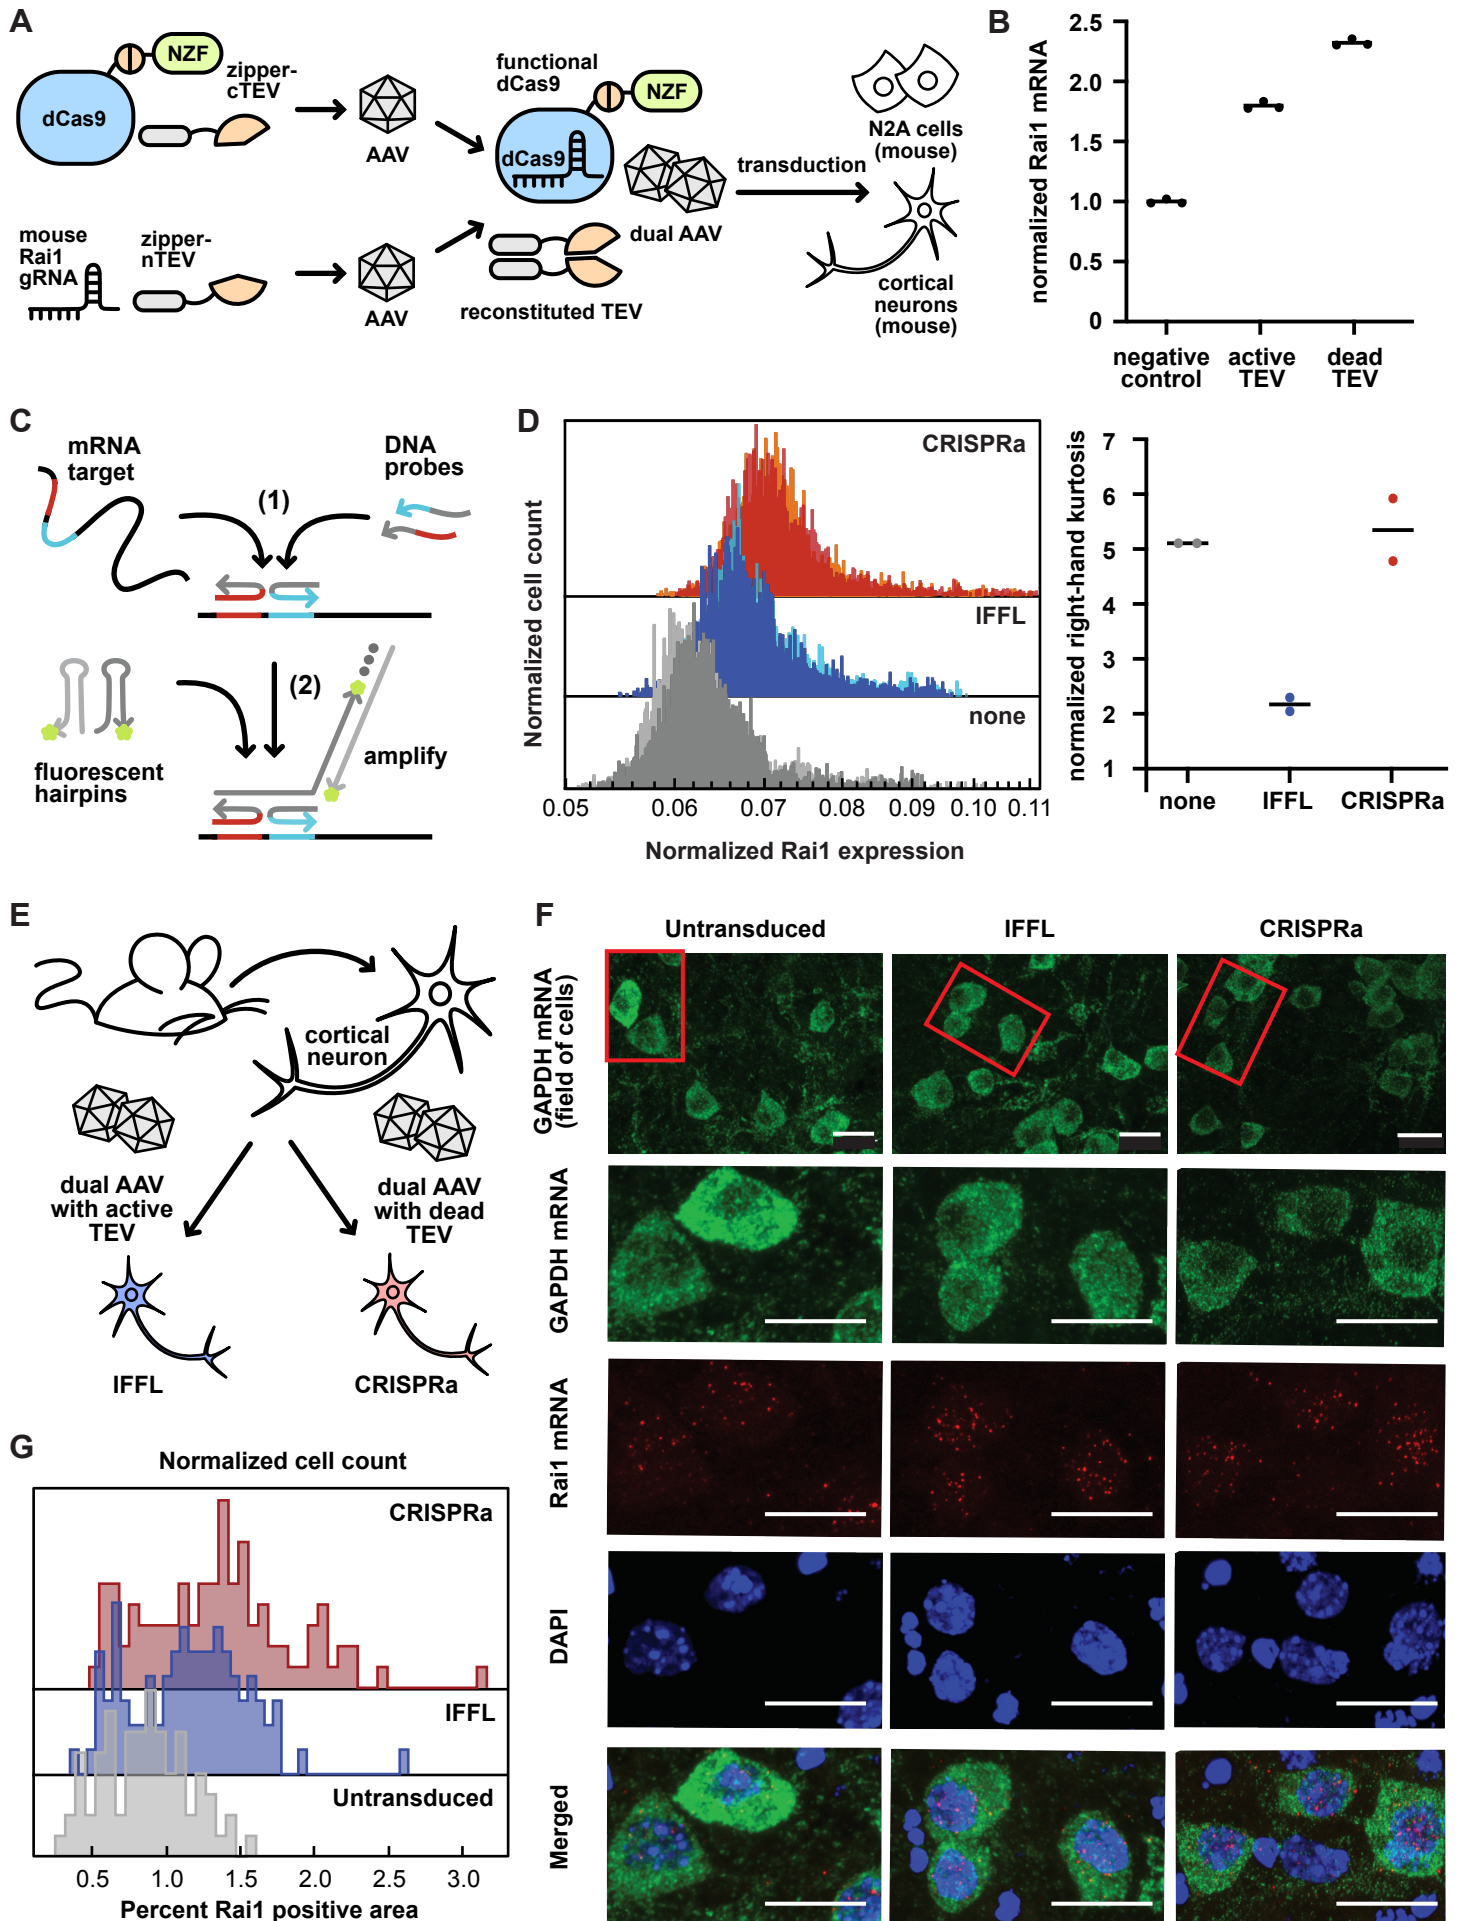 A
NZF
zipper-
cTEV
dCas9
AAV
mouse
Rai1
gRNA
zipper-
nTEV
AAV
functional
dCas9
NZF
dCas9
dual AAV
reconstituted TEV
transduction
N2A cells
(mouse)
cortical
neurons
(mouse)
B
normalized Rai1 mRNA
2.5
2.0
1.5
1.0
0.5
0
negative
control
active
TEV
dead
TEV
C
mRNA
target
DNA
probes
(1)
(2)
fluorescent
hairpins
amplify
D
Normalized cell count
CRISPRa
IFFL
none
0.05 0.06 0.07 0.08 0.09 0.10 0.11
Normalized Rai1 expression
normalized right-hand kurtosis
7
6
5
4
3
2
1
none IFFL CRISPRa
E
cortical
neuron
dual AAV
with active
TEV
dual AAV
with dead
TEV
IFFL
CRISPRa
F
Untransduced IFFL CRISPRa
GAPDH mRNA
(field of cells)
GAPDH mRNA
Rai1 mRNA
DAPI
Merged
G
Normalized cell count
CRISPRa
IFFL
Untransduced
0.5 1.0 1.5 2.0 2.5 3.0
Percent Rai1 positive area